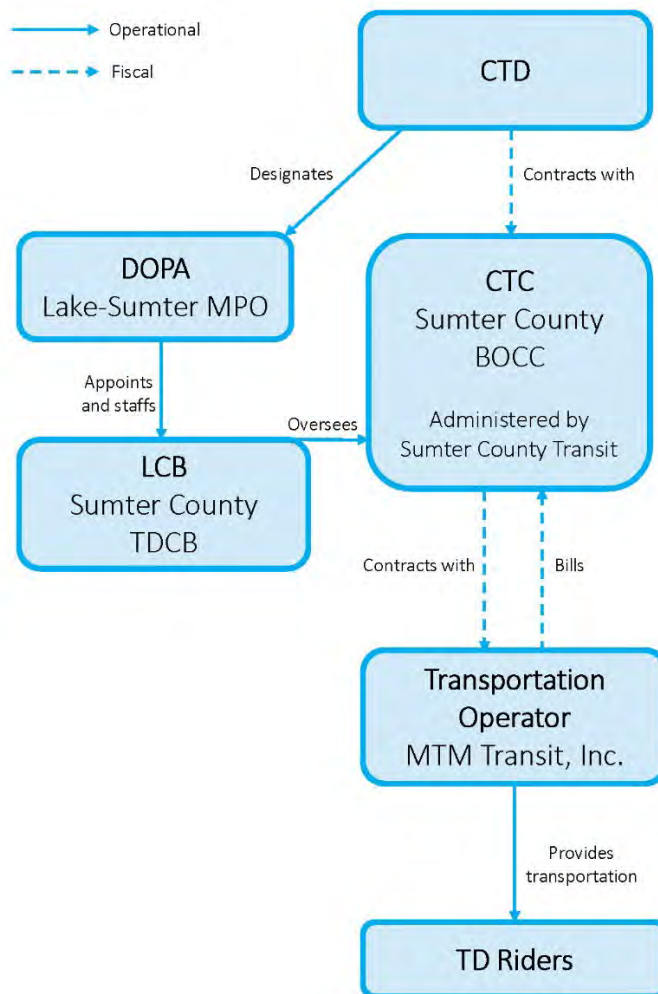 Operational
Fiscal
CTD
Designates
Contracts with
DOPA
Lake-Sumter MPO
CTC
Sumter County
BOCC
Administered by
Sumter County Transit
Appoints
and staffs
Oversees
LCB
Sumter County
TDCB
Contracts with
Bills
Transportation
Operator
MTM Transit, Inc.
Provides
transportation
TD Riders